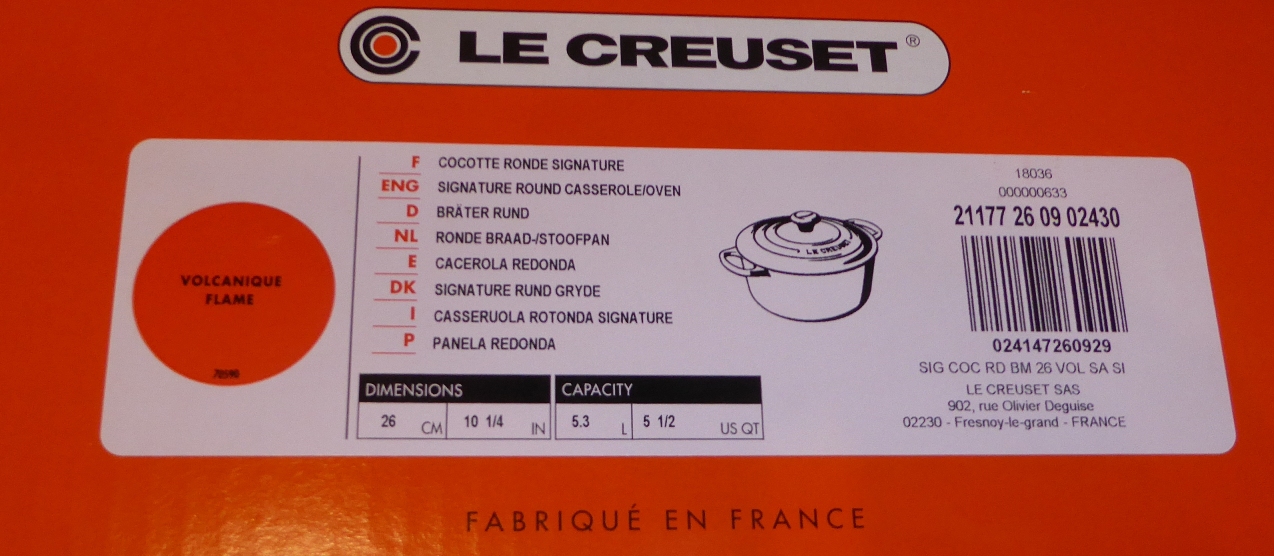 LE CREUSET®
VOLCANIQUE
FLAME
70590
F COCOTTE RONDE SIGNATURE
ENG SIGNATURE ROUND CASSEROLE/OVEN
D BRÄTER RUND
NL RONDE BRAAD-/STOOFPAN
E CACEROLA REDONDA
DK SIGNATURE RUND GRYDE
I CASSERUOLA ROTONDA SIGNATURE
P PANELA REDONDA
DIMENSIONS
26 CM 10 1/4 IN
CAPACITY
5.3 L 5 1/2 US QT
LE CREUSET
18036
000000633
21177 26 09 02430
024147260929
SIG COC RD BM 26 VOL SA SI
LE CREUSET SAS
902, rue Olivier Deguise
02230 - Fresnoy-le-grand - FRANCE
FABRIQUÉ EN FRANCE